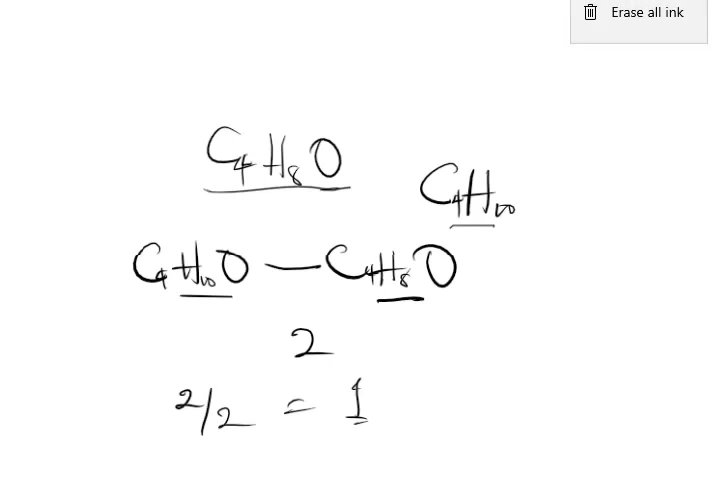 Erase all ink
C4H8O
C4H10
C4H10O — C4H8O
2
2/2 = 1